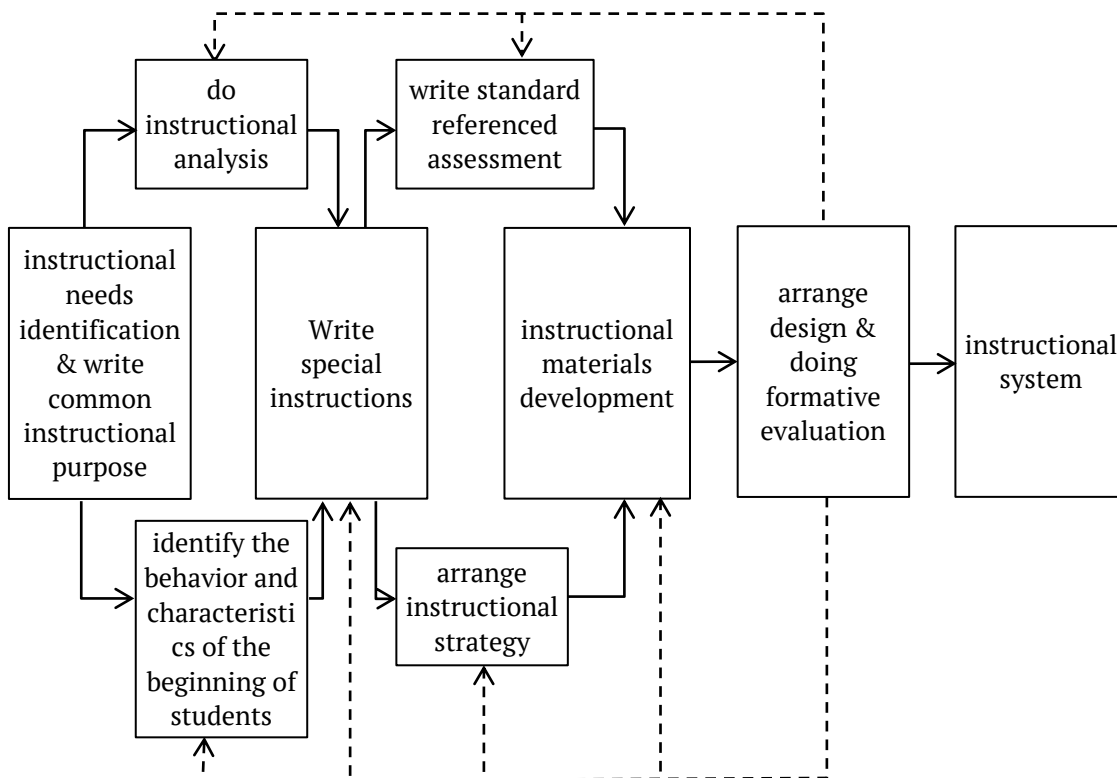 do
instructional
analysis
write standard
referenced
assessment
instructional
needs
identification
& write
common
instructional
purpose
Write
special
instructions
instructional
materials
development
arrange
design &
doing
formative
evaluation
instructional
system
identify the
behavior and
characteristi
cs of the
beginning of
students
arrange
instructional
strategy